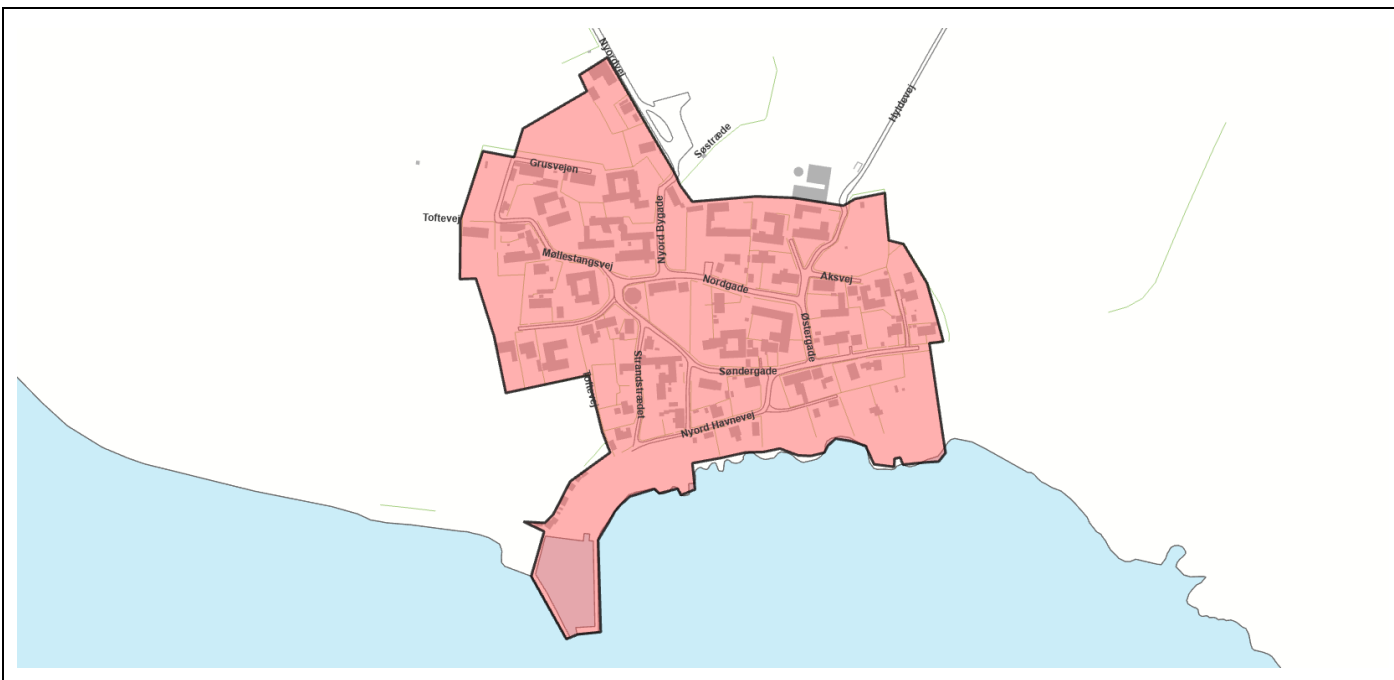 Nyordvej
Hyldevej
Søstræde
Grusvejen
Toftevej
Nyord Bygade
Møllestangsvej
Nordgade
Aksvej
Østergade
Strandstrædet
Søndergade
Toftevej
Nyord Havnevej